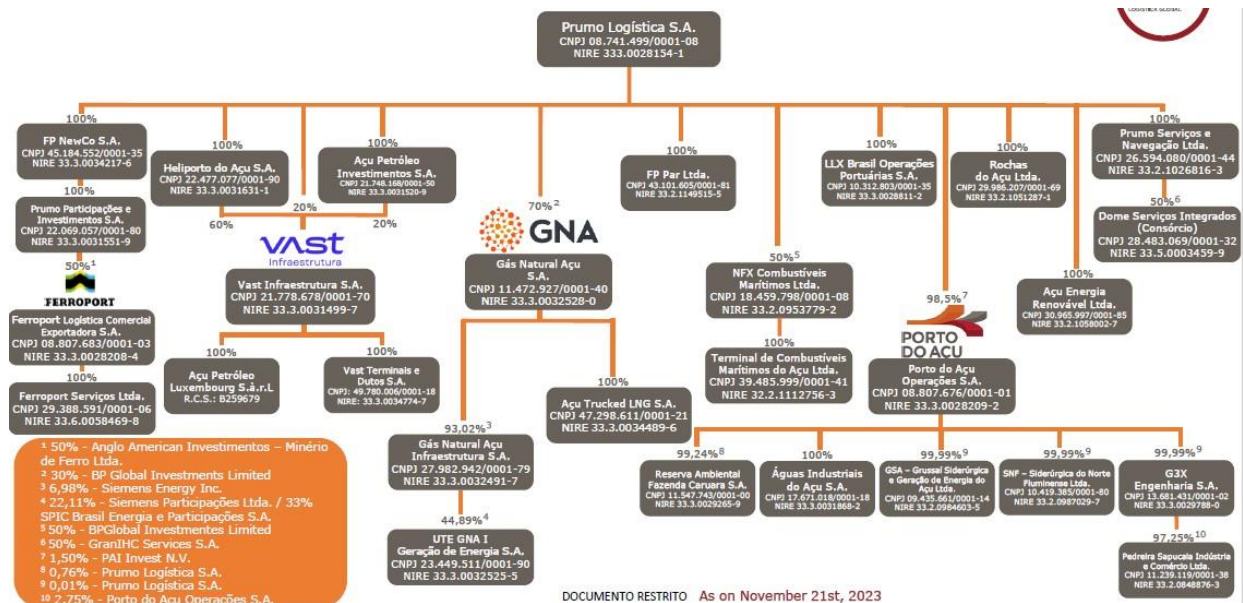 LOGÍSTICA GLOBAL
Prumo Logística S.A.
CNPJ 08.741.499/0001-08
NIRE 333.0028154-1
100%
FP NewCo S.A.
CNPJ 45.184.552/0001-35
NIRE 33.3.0034217-6
100%
Prumo Participações e
Investimentos S.A.
CNPJ 22.069.057/0001-80
NIRE 33.3.0031551-9
50%¹
FERROPORT
Ferroport Logística Comercial
Exportadora S.A.
CNPJ 08.807.683/0001-03
NIRE 33.3.0028208-4
100%
Ferroport Serviços Ltda.
CNPJ 29.388.591/0001-06
NIRE 33.6.0058469-8
100%
Heliporto do Açu S.A.
CNPJ 22.477.077/0001-90
NIRE 33.3.0031631-1
100%
Açu Petróleo
Investimentos S.A.
CNPJ 21.748.168/0001-50
NIRE 33.3.0031520-9
60%
20%
20%
VAST
Infraestrutura
Vast Infraestrutura S.A.
CNPJ 21.778.678/0001-70
NIRE 33.3.0031499-7
100%
Açu Petróleo
Luxembourg S.à.r.L
R.C.S.: B259679
100%
Vast Terminais e
Dutos S.A.
CNPJ: 49.780.006/0001-18
NIRE: 33.3.0034774-7
70%²
GNA
Gás Natural Açu
S.A.
CNPJ 11.472.927/0001-40
NIRE 33.3.0032528-0
93,02%³
Gás Natural Açu
Infraestrutura S.A.
CNPJ 27.982.942/0001-79
NIRE 33.3.0032491-7
44,89%⁴
UTE GNA I
Geração de Energia S.A.
CNPJ 23.449.511/0001-90
NIRE 33.3.0032525-5
100%
Açu Trucked LNG S.A.
CNPJ 47.298.611/0001-21
NIRE 33.3.0034489-6
100%
FP Par Ltda.
CNPJ 43.101.605/0001-81
NIRE 33.2.1149515-5
50%⁵
NFX Combustíveis
Marítimos Ltda.
CNPJ 18.459.798/0001-08
NIRE 33.2.0953779-2
100%
Terminal de Combustíveis
Marítimos do Açu Ltda.
CNPJ 39.485.999/0001-41
NIRE 32.2.1112756-3
100%
LLX Brasil Operações
Portuárias S.A.
CNPJ 10.312.803/0001-35
NIRE 33.3.0028811-2
98,5%⁷
PORTO
DO AÇU
Porto do Açu
Operações S.A.
CNPJ 08.807.676/0001-01
NIRE 33.3.0028209-2
100%
Rochas
do Açu Ltda.
CNPJ 29.986.207/0001-69
NIRE 33.2.1051287-1
100%
Açu Energia
Renovável Ltda.
CNPJ 30.965.997/0001-85
NIRE 33.2.1058002-7
100%
Prumo Serviços e
Navegação Ltda.
CNPJ 26.594.080/0001-44
NIRE 33.2.1026816-3
50%⁶
Dome Serviços Integrados
(Consórcio)
CNPJ 28.483.069/0001-32
NIRE 33.5.0003459-9
99,24%⁸
Reserva Ambiental
Fazenda Caruara S.A.
CNPJ 11.547.743/0001-00
NIRE 33.3.0029265-9
100%
Águas Industriais
do Açu S.A.
CNPJ 17.671.018/0001-18
NIRE 33.3.0031868-2
99,99%⁹
GSA – Grussaí Siderúrgica
e Geração de Energia do
Açu Ltda.
CNPJ 09.435.661/0001-14
NIRE 33.2.0984603-5
99,99%⁹
SNF – Siderúrgica do Norte
Fluminense Ltda.
CNPJ 10.419.385/0001-80
NIRE 33.2.0987029-7
99,99%⁹
G3X
Engenharia S.A.
CNPJ 13.681.431/0001-02
NIRE 33.3.0029788-0
97,25%¹⁰
Pedreira Sapucaia Indústria
e Comércio Ltda.
CNPJ 11.239.119/0001-38
NIRE 33.2.0848876-3
¹ 50% - Anglo American Investimentos – Minério
de Ferro Ltda.
² 30% - BP Global Investments Limited
³ 6,98% - Siemens Energy Inc.
⁴ 22,11% - Siemens Participações Ltda. / 33%
SPIC Brasil Energia e Participações S.A.
⁵ 50% - BPGlobal Investimentes Limited
⁶ 50% - GranIHC Services S.A.
⁷ 1,50% - PAI Invest N.V.
⁸ 0,76% - Prumo Logística S.A.
⁹ 0,01% - Prumo Logística S.A.
¹⁰ 2,75% - Porto do Açu Operações S.A.
DOCUMENTO RESTRITO As on November 21st, 2023